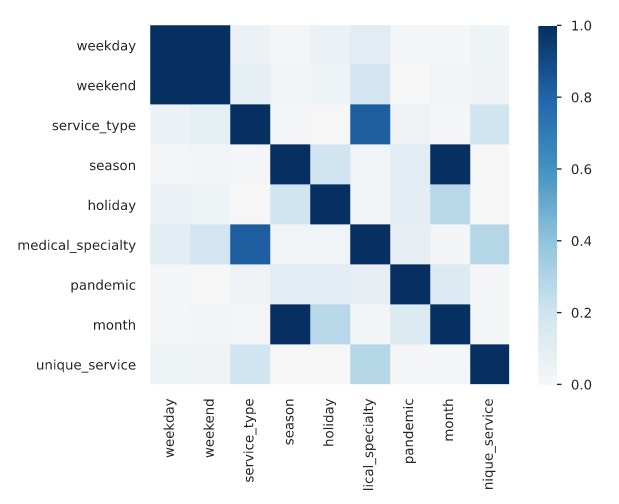 weekday
weekend
service_type
season
holiday
medical_specialty
pandemic
month
unique_service
weekday
weekend
service_type
season
holiday
lical_specialty
pandemic
month
nique_service
1.0
0.8
0.6
0.4
0.2
0.0